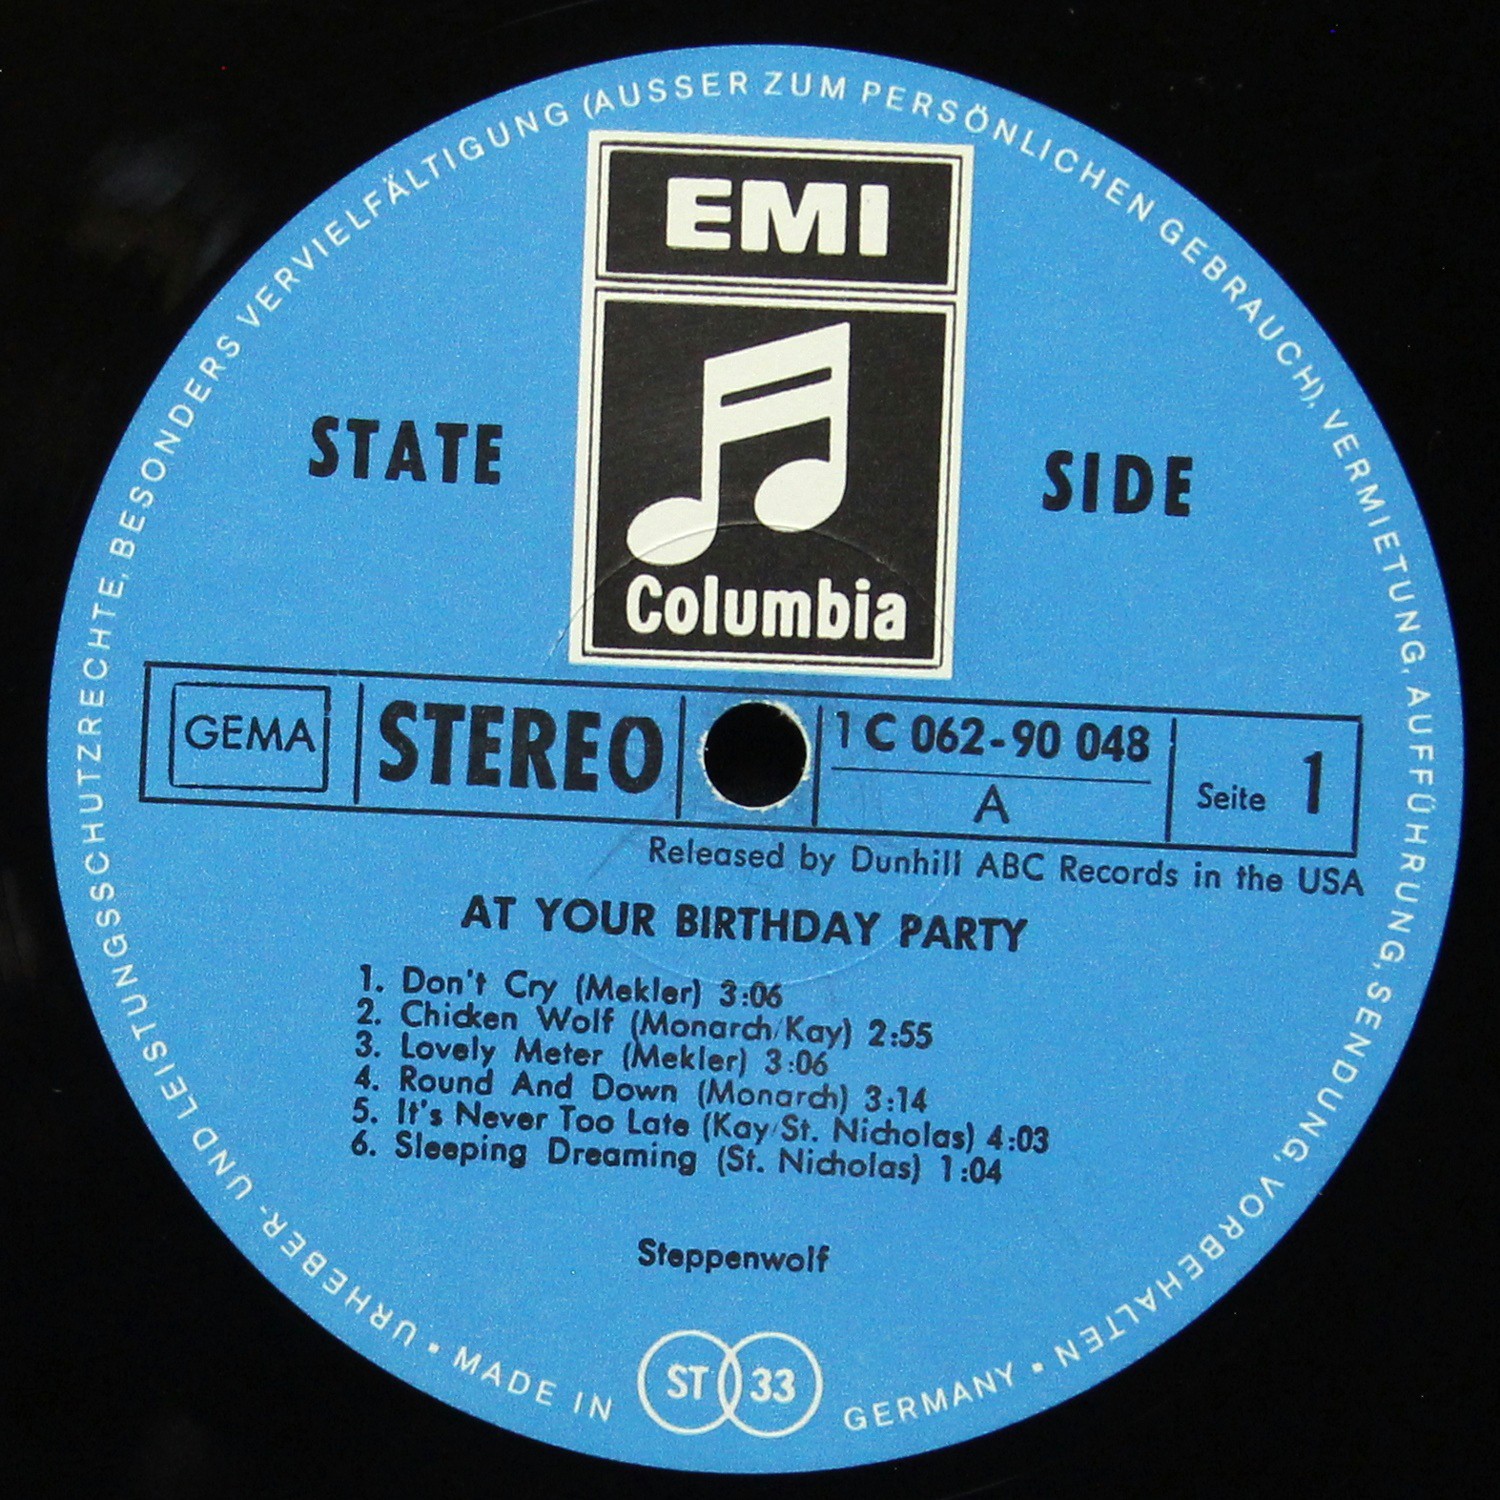 URHEBER- UND LEISTUNGSSCHUTZRECHTE, BESONDERS VERVIELFÄLTIGUNG (AUSSER ZUM PERSÖNLICHEN GEBRAUCH), VERMIETUNG, AUFFÜHRUNG, SENDUNG, VORBEHALTEN •
EMI
STATE SIDE
Columbia
GEMA STEREO 1 C 062-90 048 Seite 1
A
Released by Dunhill ABC Records in the USA
AT YOUR BIRTHDAY PARTY
1. Don't Cry (Mekler) 3:06
2. Chicken Wolf (Monarch/Kay) 2:55
3. Lovely Meter (Mekler) 3:06
4. Round And Down (Monarch) 3:14
5. It's Never Too Late (Kay/St. Nicholas) 4:03
6. Sleeping Dreaming (St. Nicholas) 1:04
Steppenwolf
• MADE IN ST 33 GERMANY